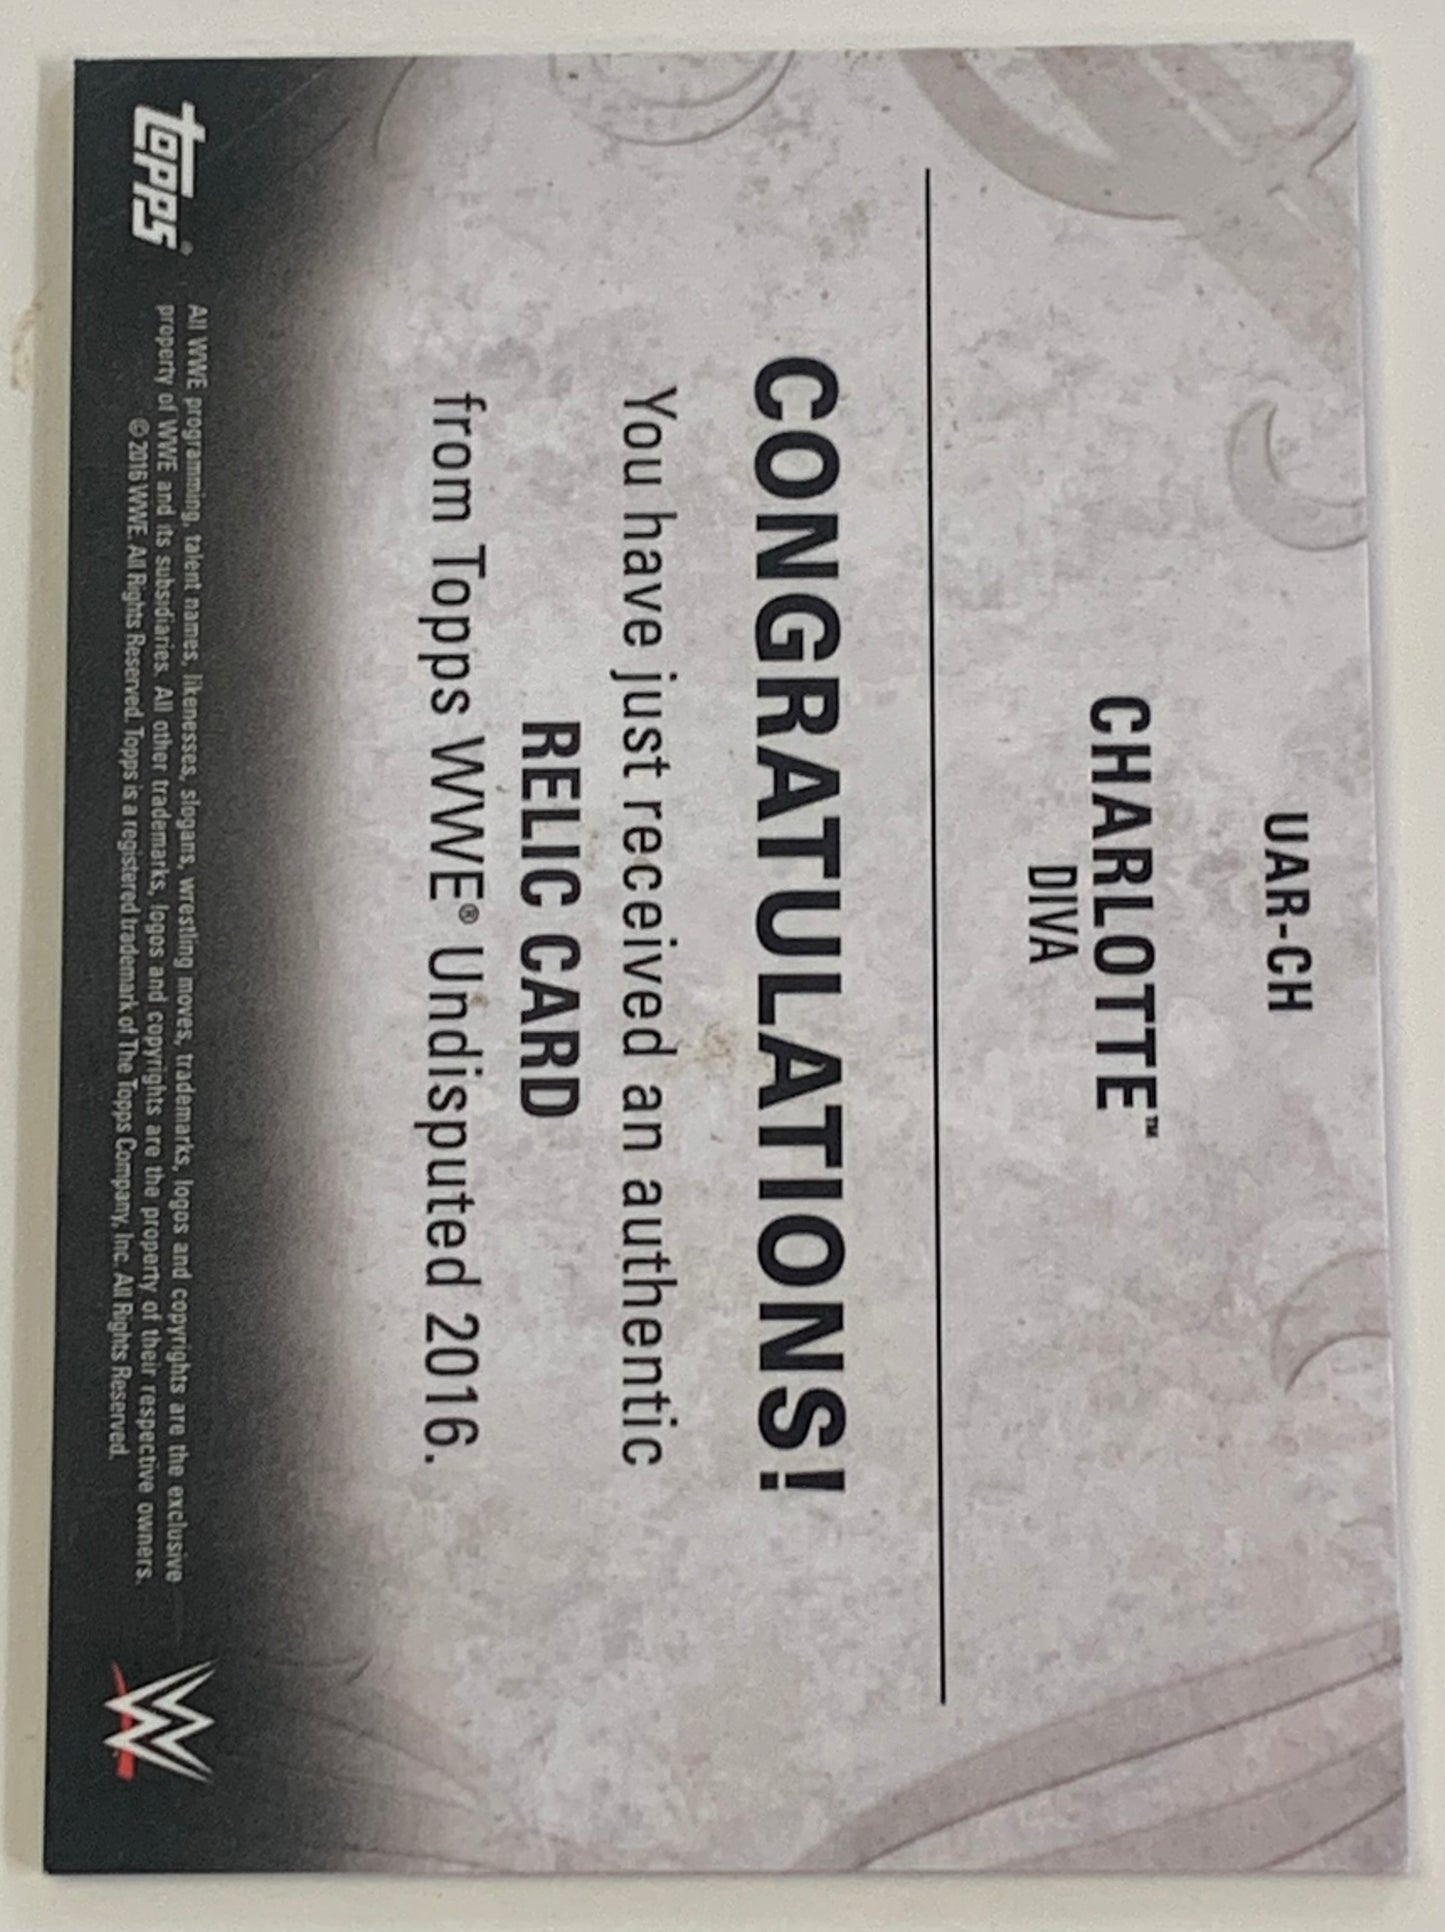 UAR-CH
CHARLOTTE™
DIVA
CONGRATULATIONS!
You have just received an authentic
RELIC CARD
from Topps WWE® Undisputed 2016.
topps®
All WWE programming, talent names, likenesses, slogans, wrestling moves, trademarks, logos and copyrights are the exclusive
property of WWE and its subsidiaries. All other trademarks, logos and copyrights are the property of their respective owners.
©2016 WWE. All Rights Reserved. Topps is a registered trademark of The Topps Company, Inc. All Rights Reserved.
W